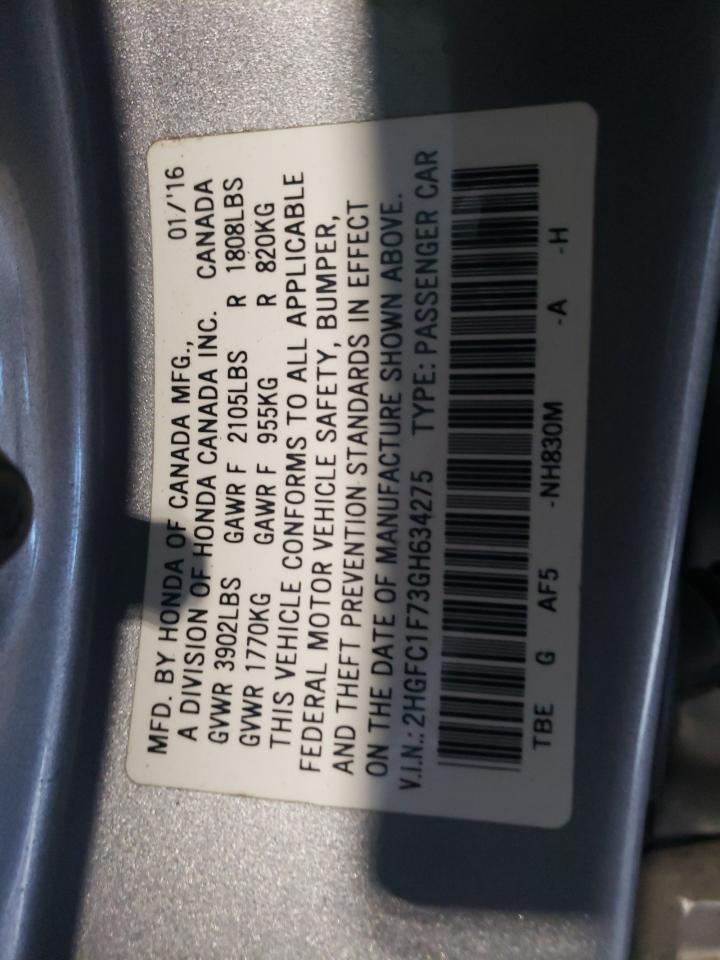 MFD. BY HONDA OF CANADA MFG., 01/'16
A DIVISION OF HONDA CANADA INC. CANADA
GVWR 3902LBS GAWR F 2105LBS R 1808LBS
GVWR 1770KG GAWR F 955KG R 820KG
THIS VEHICLE CONFORMS TO ALL APPLICABLE
FEDERAL MOTOR VEHICLE SAFETY, BUMPER,
AND THEFT PREVENTION STANDARDS IN EFFECT
ON THE DATE OF MANUFACTURE SHOWN ABOVE.
V.I.N.: 2HGFC1F73GH634275 TYPE: PASSENGER CAR
TBE G AF5 -NH830M -A -H